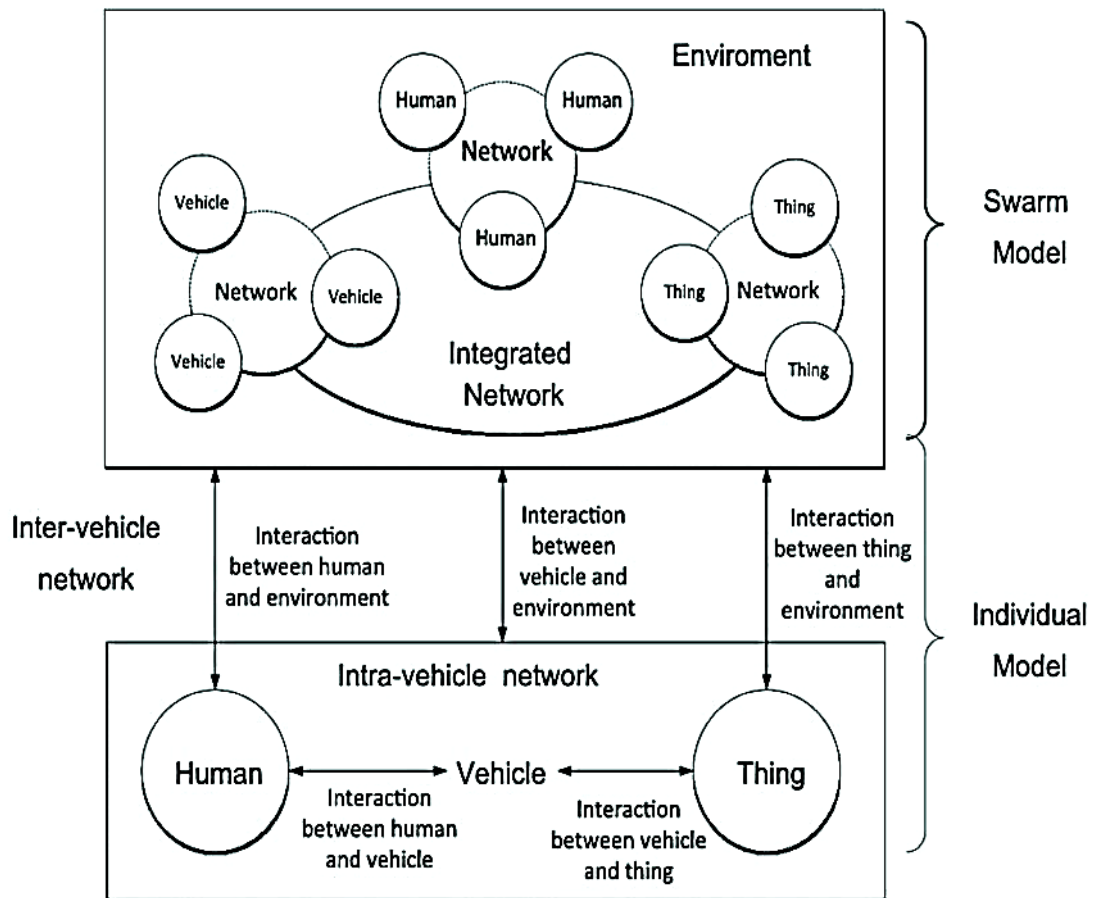 Enviroment
Human
Human
Network
Human
Vehicle
Network
Vehicle
Vehicle
Thing
Thing
Network
Thing
Integrated
Network
Swarm
Model
Inter-vehicle
network
Interaction
between human
and environment
Interaction
between
vehicle and
environment
Interaction
between thing
and
environment
Individual
Model
Intra-vehicle network
Human
Vehicle
Thing
Interaction
between human
and vehicle
Interaction
between vehicle
and thing